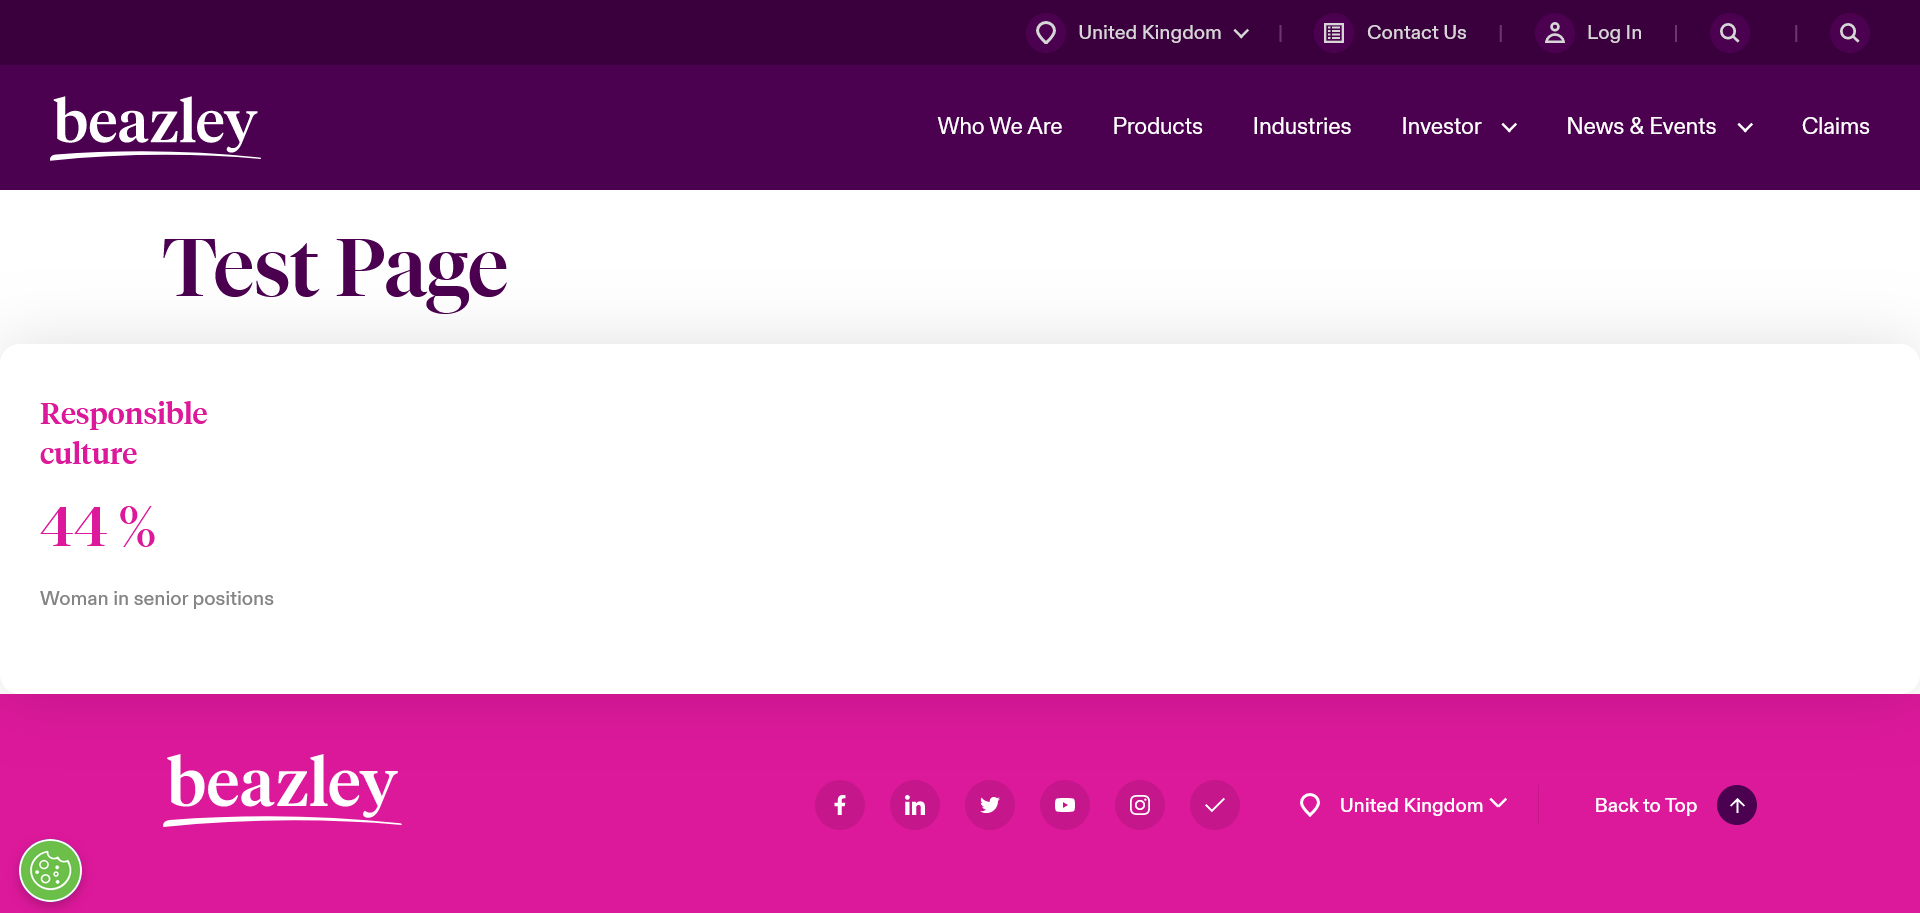 United Kingdom | Contact Us | Log In | |
beazley
Who We Are Products Industries Investor News & Events Claims
Test Page
Responsible
culture
44 %
Woman in senior positions
beazley
United Kingdom
Back to Top